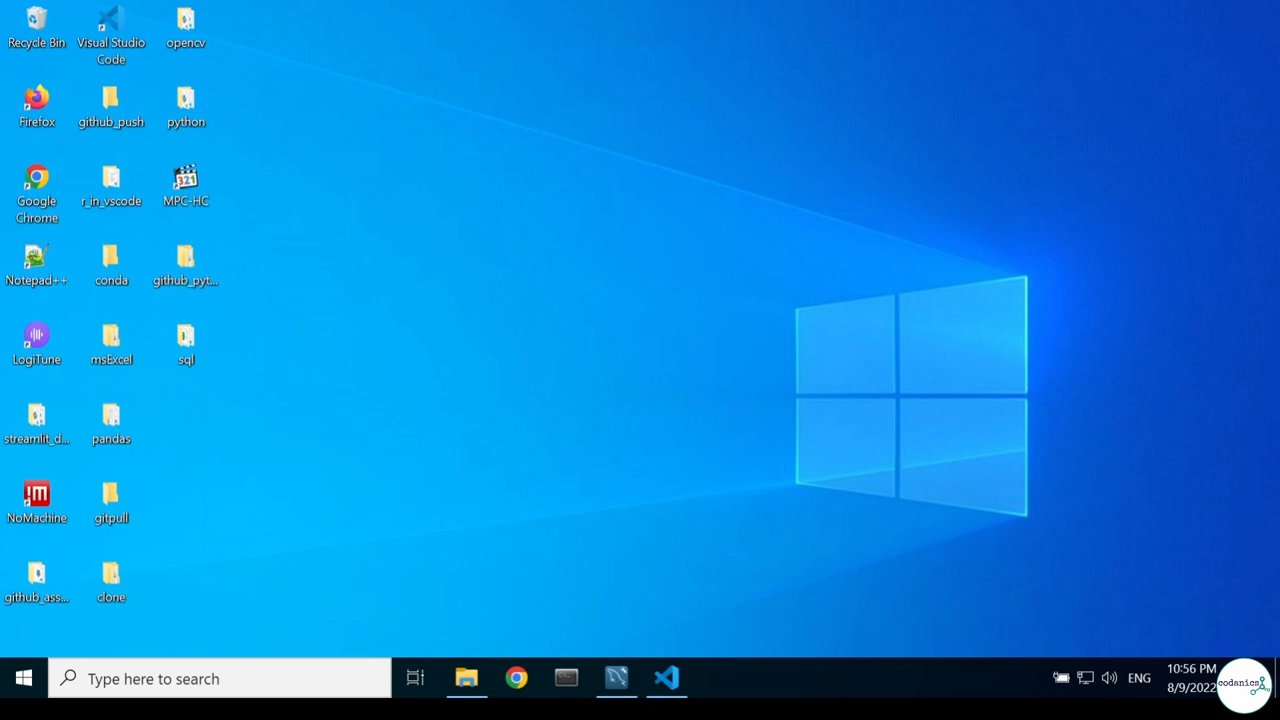 Recycle Bin
Visual Studio
Code
opencv
Firefox
github_push
python
Google
Chrome
r_in_vscode
MPC-HC
321
Notepad++
conda
github_pyt...
LogiTune
msExcel
sql
streamlit_d...
pandas
NoMachine
gitpull
github_ass...
clone
Type here to search
ENG
10:56 PM
8/9/2022
codanics